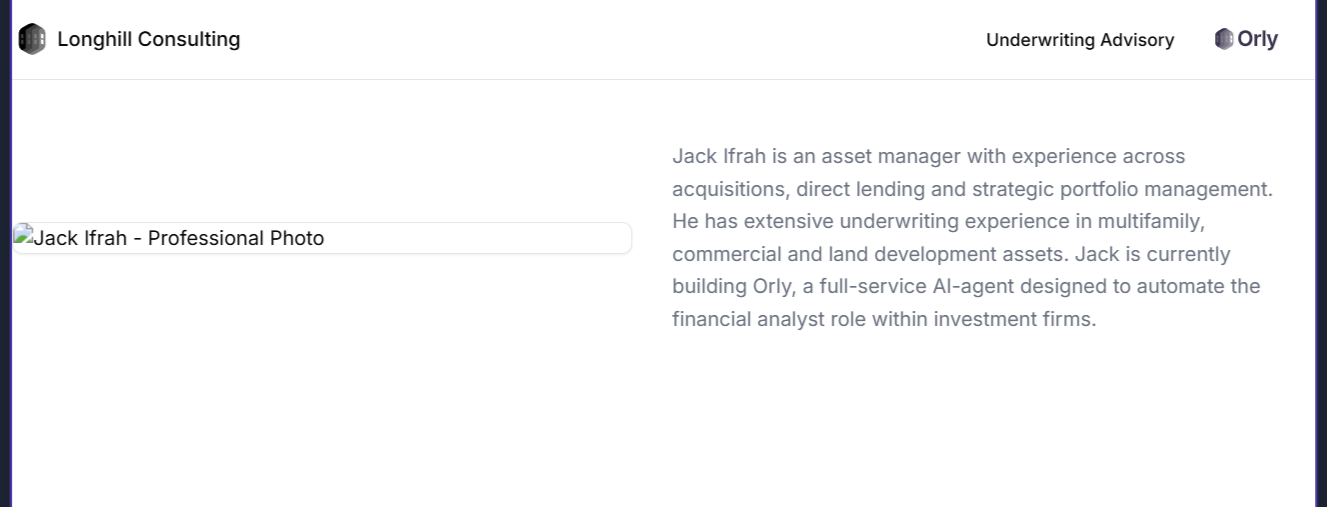 Longhill Consulting
Underwriting Advisory
Orly
Jack Ifrah - Professional Photo
Jack Ifrah is an asset manager with experience across
acquisitions, direct lending and strategic portfolio management.
He has extensive underwriting experience in multifamily,
commercial and land development assets. Jack is currently
building Orly, a full-service AI-agent designed to automate the
financial analyst role within investment firms.